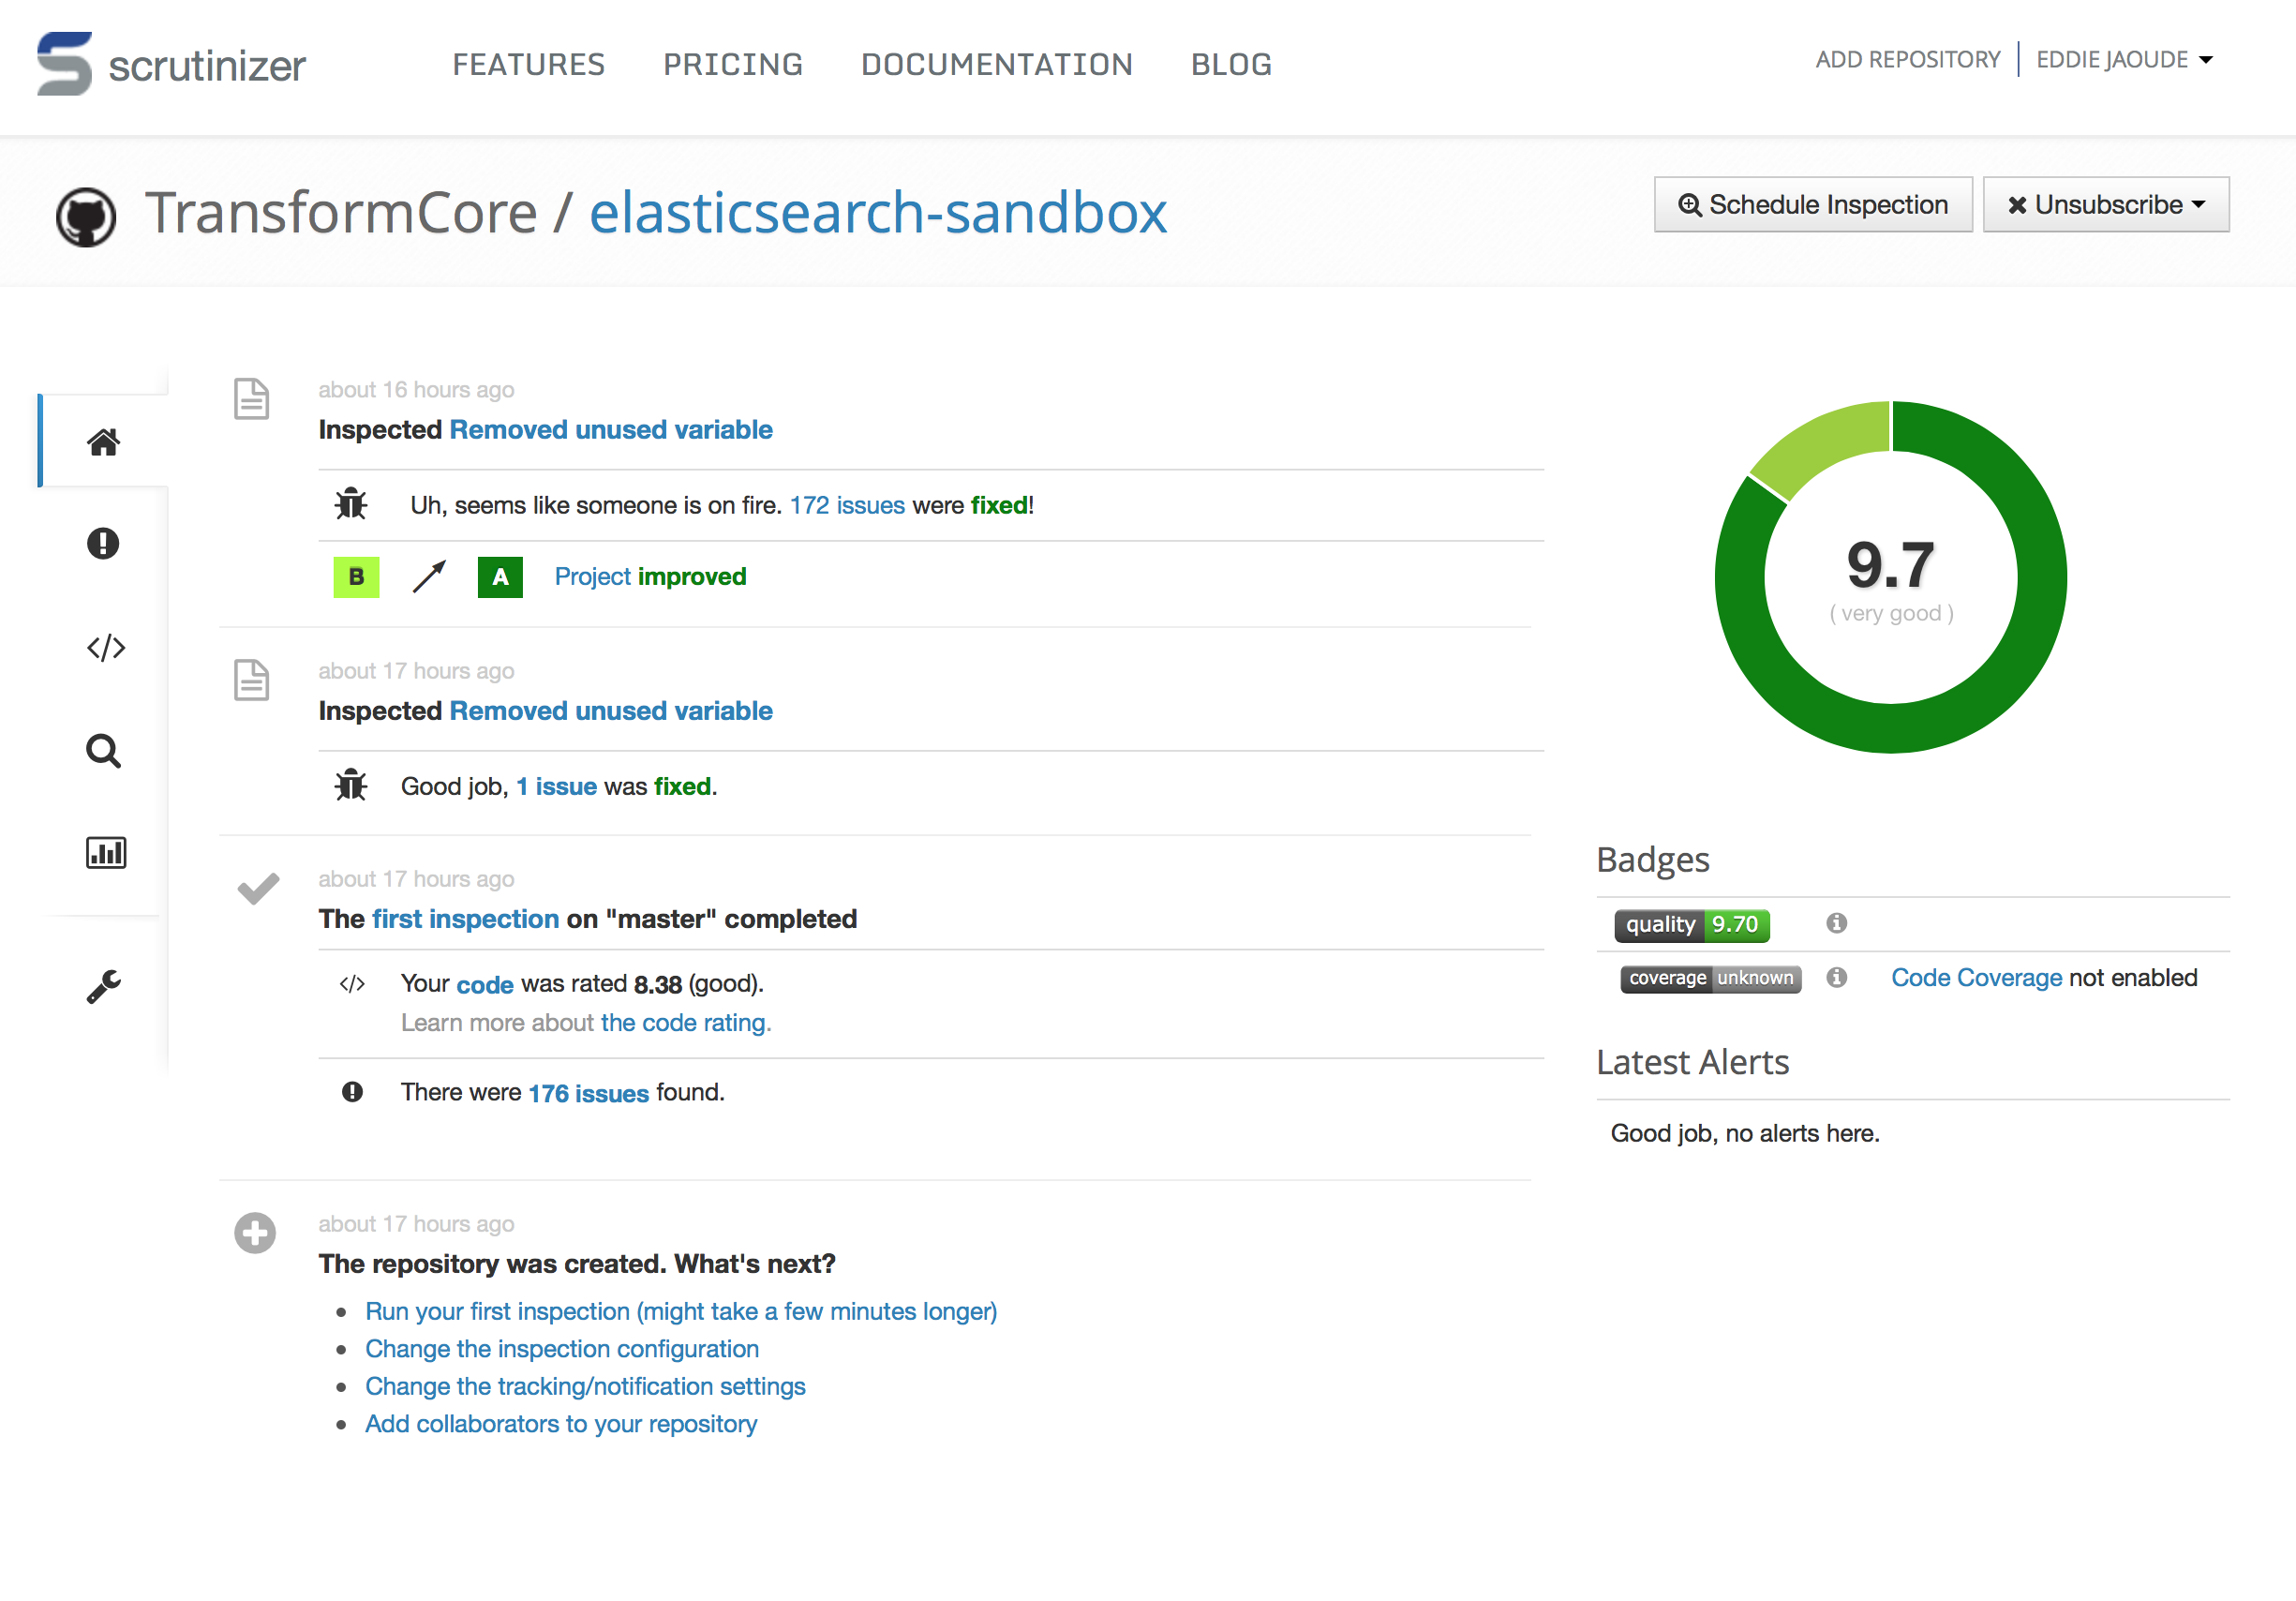 scrutinizer
FEATURES PRICING DOCUMENTATION BLOG
ADD REPOSITORY EDDIE JAOUDE
TransformCore / elasticsearch-sandbox
Schedule Inspection Unsubscribe
about 16 hours ago
Inspected Removed unused variable
Uh, seems like someone is on fire. 172 issues were fixed!
B A Project improved
about 17 hours ago
Inspected Removed unused variable
Good job, 1 issue was fixed.
about 17 hours ago
The first inspection on "master" completed
Your code was rated 8.38 (good).
Learn more about the code rating.
There were 176 issues found.
about 17 hours ago
The repository was created. What's next?
Run your first inspection (might take a few minutes longer)
Change the inspection configuration
Change the tracking/notification settings
Add collaborators to your repository
9.7
( very good )
Badges
quality 9.70
coverage unknown Code Coverage not enabled
Latest Alerts
Good job, no alerts here.